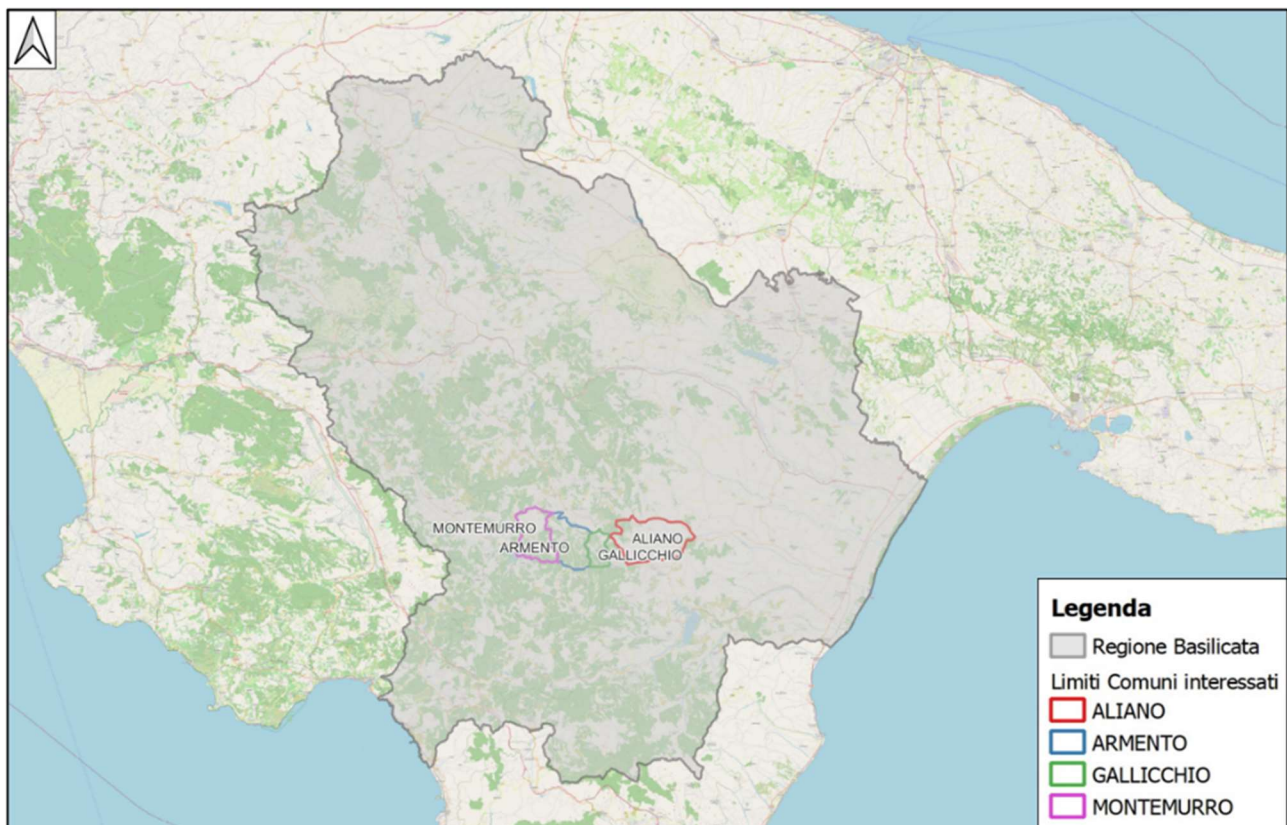 MONTEMURRO
ARMENTO
ALIANO
GALLICCHIO
Legenda
Regione Basilicata
Limiti Comuni interessati
ALIANO
ARMENTO
GALLICCHIO
MONTEMURRO